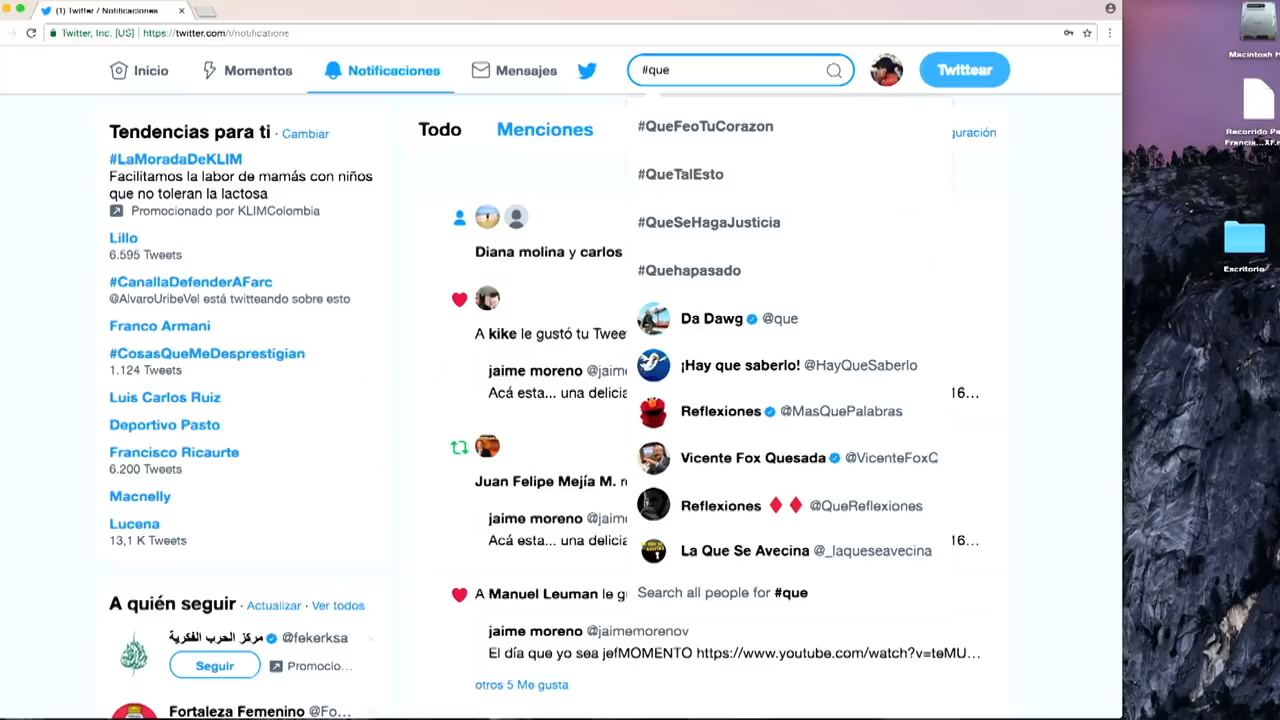 (1) Twitter / Notificaciones
Twitter, Inc. [US] | https://twitter.com/i/notifications
Inicio
Momentos
Notificaciones
Mensajes
#que
Twittear
Tendencias para ti · Cambiar
#LaMoradaDeKLIM
Facilitamos la labor de mamás con niños
que no toleran la lactosa
Promocionado por KLIMColombia
Lillo
6.595 Tweets
#CanallaDefenderAFarc
@AlvaroUribeVel está twitteando sobre esto
Franco Armani
#CosasQueMeDesprestigian
1.124 Tweets
Luis Carlos Ruiz
Deportivo Pasto
Francisco Ricaurte
6.200 Tweets
Macnelly
Lucena
13,1 K Tweets
A quién seguir · Actualizar · Ver todos
مركز الحرب الفكرية @fekerksa
Seguir
Promocio...
Fortaleza Femenino @Fo...
Todo
Menciones
guración
Diana molina y carlos
A kike le gustó tu Twee
jaime moreno @jaime
Acá esta... una delicia
16...
Juan Felipe Mejía M. r
jaime moreno @jaime
Acá esta... una delicia
16...
A Manuel Leuman le g
jaime moreno @jaimemorenov
El día que yo sea jefMOMENTO https://www.youtube.com/watch?v=teMU...
otros 5 Me gusta
#QueFeoTuCorazon
#QueTalEsto
#QueSeHagaJusticia
#Quehapasado
Da Dawg @que
¡Hay que saberlo! @HayQueSaberlo
Reflexiones @MasQuePalabras
Vicente Fox Quesada @VicenteFoxQ
Reflexiones ♦ ♦ @QueReflexiones
La Que Se Avecina @_laqueseavecina
Search all people for #que
Macintosh H
Recorrido Pa
Francis...XF.m
Escritorio